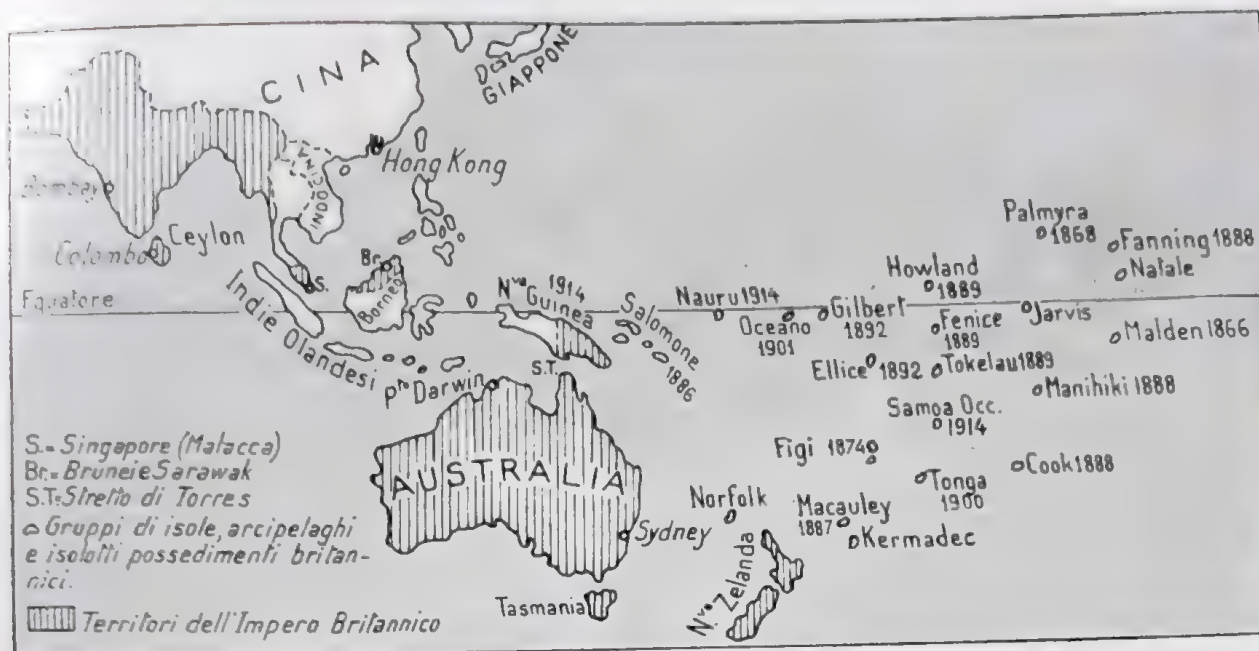 CINA
GIAPPONE
INDOCINA
Hong Kong
Bombay
Colombo
Ceylon
Equatore
Indie Olandesi
S.
Br.
Borneo
Nva Guinea
1914
Salomone
1886
Nauru 1914
Oceano
1901
Gilbert
1892
Howland
1889
Fenice
1889
Palmyra
1868
Fanning 1888
Natale
Jarvis
Malden 1866
Ellice 1892
Tokelau 1889
Manihiki 1888
Samoa Occ.
1914
Figi 1874
Tonga
1900
Cook 1888
Pto Darwin
S.T.
AUSTRALIA
Sydney
Norfolk
Macauley
1887
Kermadec
Nva Zelanda
Tasmania
S.= Singapore (Malacca)
Br.= Brunei e Sarawak
S.T.= Stretto di Torres
Gruppi di isole, arcipelaghi
e isolotti possedimenti britan-
nici.
Territori dell'Impero Britannico